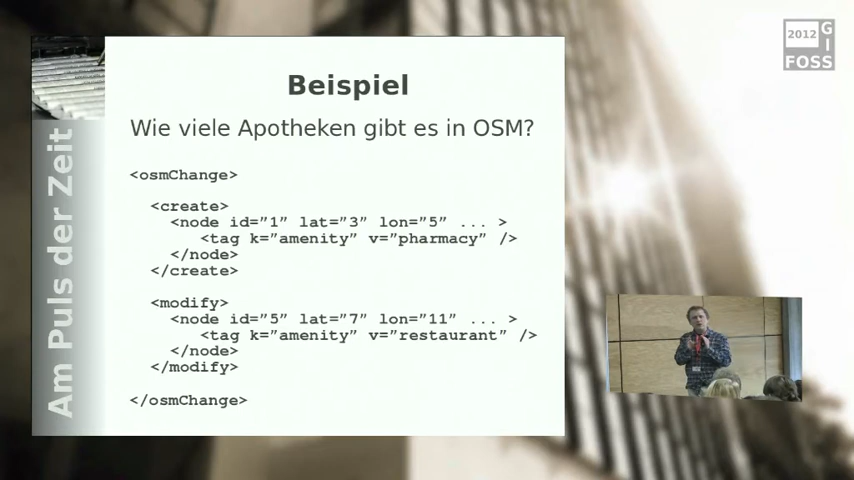 Beispiel
Wie viele Apotheken gibt es in OSM?
<osmChange>
<create>
<node id=”1” lat=”3” lon=”5” ... >
<tag k=”amenity” v=”pharmacy” />
</node>
</create>
<modify>
<node id=”5” lat=”7” lon=”11” ... >
<tag k=”amenity” v=”restaurant” />
</node>
</modify>
</osmChange>
Am Puls der Zeit
2012
GI
FOSS